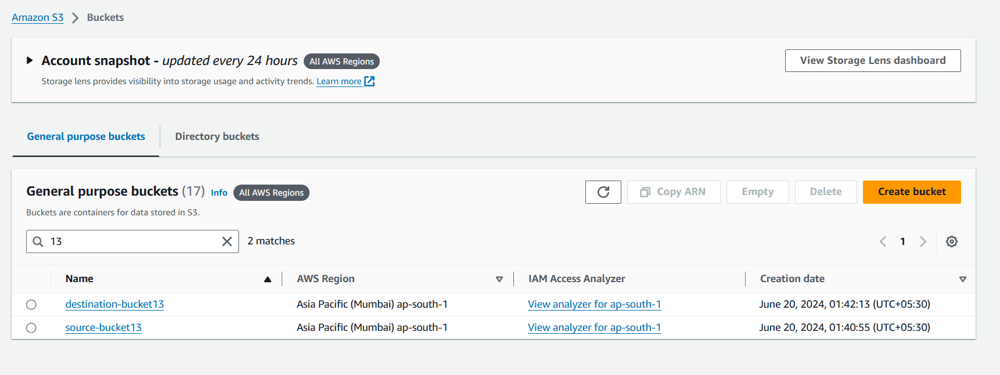 Amazon S3 > Buckets
Account snapshot - updated every 24 hours All AWS Regions View Storage Lens dashboard
Storage lens provides visibility into storage usage and activity trends. Learn more
General purpose buckets Directory buckets
General purpose buckets (17) Info All AWS Regions Copy ARN Empty Delete Create bucket
Buckets are containers for data stored in S3.
13 2 matches 1
Name AWS Region IAM Access Analyzer Creation date
destination-bucket13 Asia Pacific (Mumbai) ap-south-1 View analyzer for ap-south-1 June 20, 2024, 01:42:13 (UTC+05:30)
source-bucket13 Asia Pacific (Mumbai) ap-south-1 View analyzer for ap-south-1 June 20, 2024, 01:40:55 (UTC+05:30)